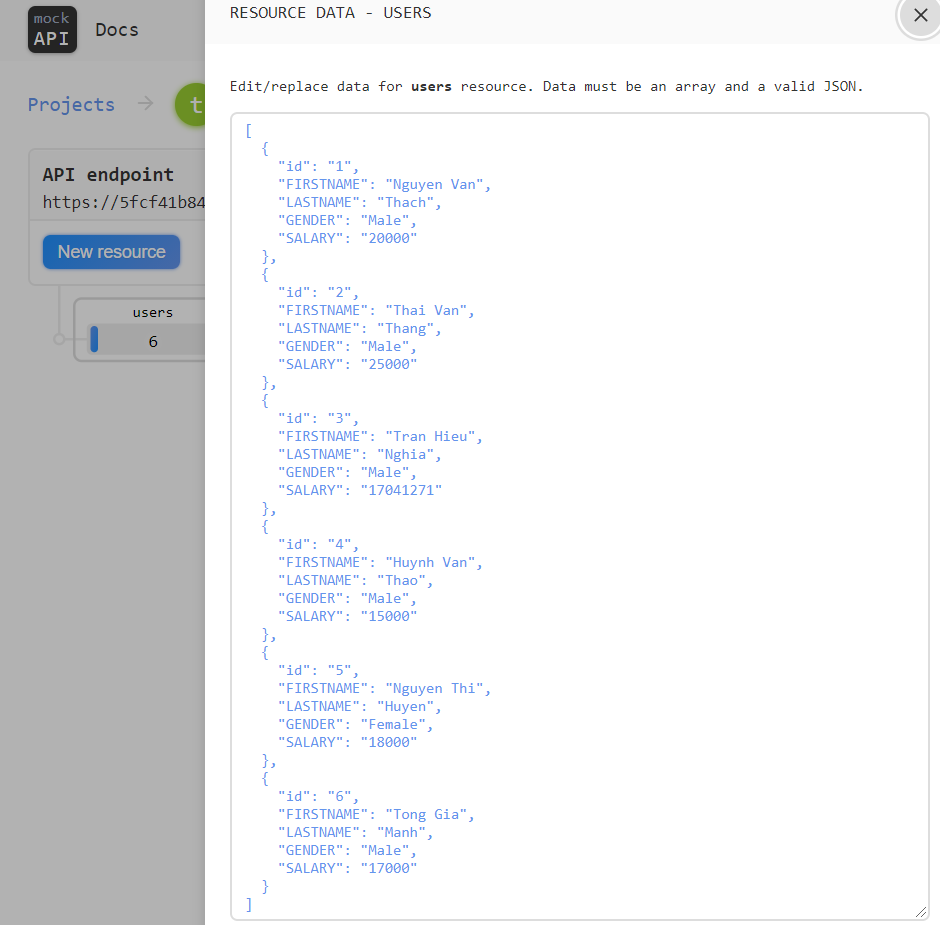 mock
API
Docs
Projects
t
API endpoint
https://5fcf41b84
New resource
users
6
RESOURCE DATA - USERS
Edit/replace data for users resource. Data must be an array and a valid JSON.
[
{
"id": "1",
"FIRSTNAME": "Nguyen Van",
"LASTNAME": "Thach",
"GENDER": "Male",
"SALARY": "20000"
},
{
"id": "2",
"FIRSTNAME": "Thai Van",
"LASTNAME": "Thang",
"GENDER": "Male",
"SALARY": "25000"
},
{
"id": "3",
"FIRSTNAME": "Tran Hieu",
"LASTNAME": "Nghia",
"GENDER": "Male",
"SALARY": "17041271"
},
{
"id": "4",
"FIRSTNAME": "Huynh Van",
"LASTNAME": "Thao",
"GENDER": "Male",
"SALARY": "15000"
},
{
"id": "5",
"FIRSTNAME": "Nguyen Thi",
"LASTNAME": "Huyen",
"GENDER": "Female",
"SALARY": "18000"
},
{
"id": "6",
"FIRSTNAME": "Tong Gia",
"LASTNAME": "Manh",
"GENDER": "Male",
"SALARY": "17000"
}
]